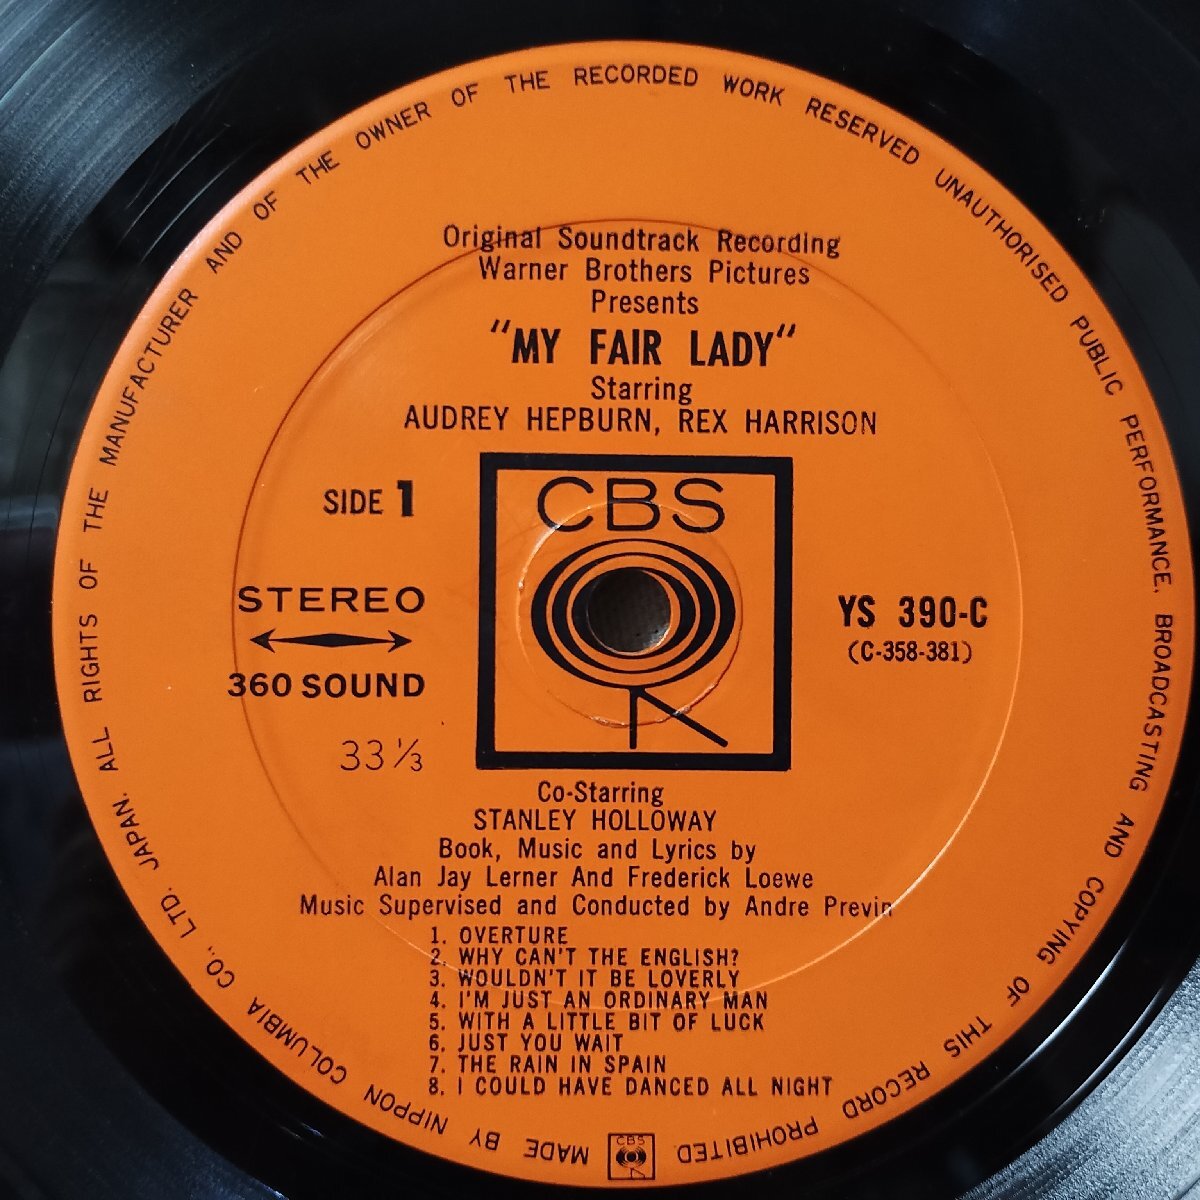 Original Soundtrack Recording
Warner Brothers Pictures
Presents
"MY FAIR LADY"
Starring
AUDREY HEPBURN, REX HARRISON
SIDE 1
CBS
STEREO
360 SOUND
33 1/3
YS 390-C
(C-358-381)
Co-Starring
STANLEY HOLLOWAY
Book, Music and Lyrics by
Alan Jay Lerner And Frederick Loewe
Music Supervised and Conducted by Andre Previn
1. OVERTURE
2. WHY CAN'T THE ENGLISH?
3. WOULDN'T IT BE LOVERLY
4. I'M JUST AN ORDINARY MAN
5. WITH A LITTLE BIT OF LUCK
6. JUST YOU WAIT
7. THE RAIN IN SPAIN
8. I COULD HAVE DANCED ALL NIGHT
MADE BY NIPPON COLUMBIA CO., LTD. JAPAN. ALL RIGHTS OF THE MANUFACTURER AND OF THE OWNER OF THE RECORDED WORK RESERVED UNAUTHORISED PUBLIC PERFORMANCE, BROADCASTING AND COPYING OF THIS RECORD PROHIBITED
CBS